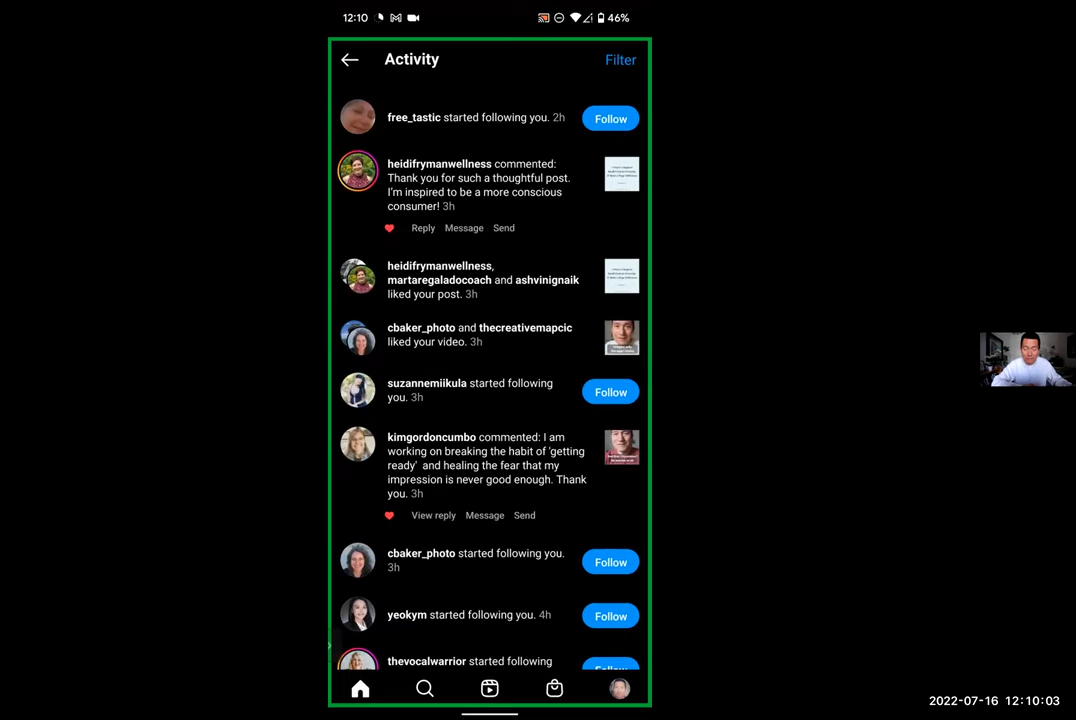 12:10 46%
Activity Filter
free_tastic started following you. 2h Follow
heidifrymanwellness commented:
Thank you for such a thoughtful post.
I'm inspired to be a more conscious
consumer! 3h
Reply Message Send
heidifrymanwellness,
martaregaladocoach and ashvinignaik
liked your post. 3h
cbaker_photo and thecreativemapcic
liked your video. 3h
suzannemiikula started following
you. 3h
Follow
kimgordoncumbo commented: I am
working on breaking the habit of 'getting
ready' and healing the fear that my
impression is never good enough. Thank
you. 3h
View reply Message Send
cbaker_photo started following you.
3h
Follow
yeokym started following you. 4h Follow
thevocalwarrior started following
Follow
2022-07-16 12:10:03